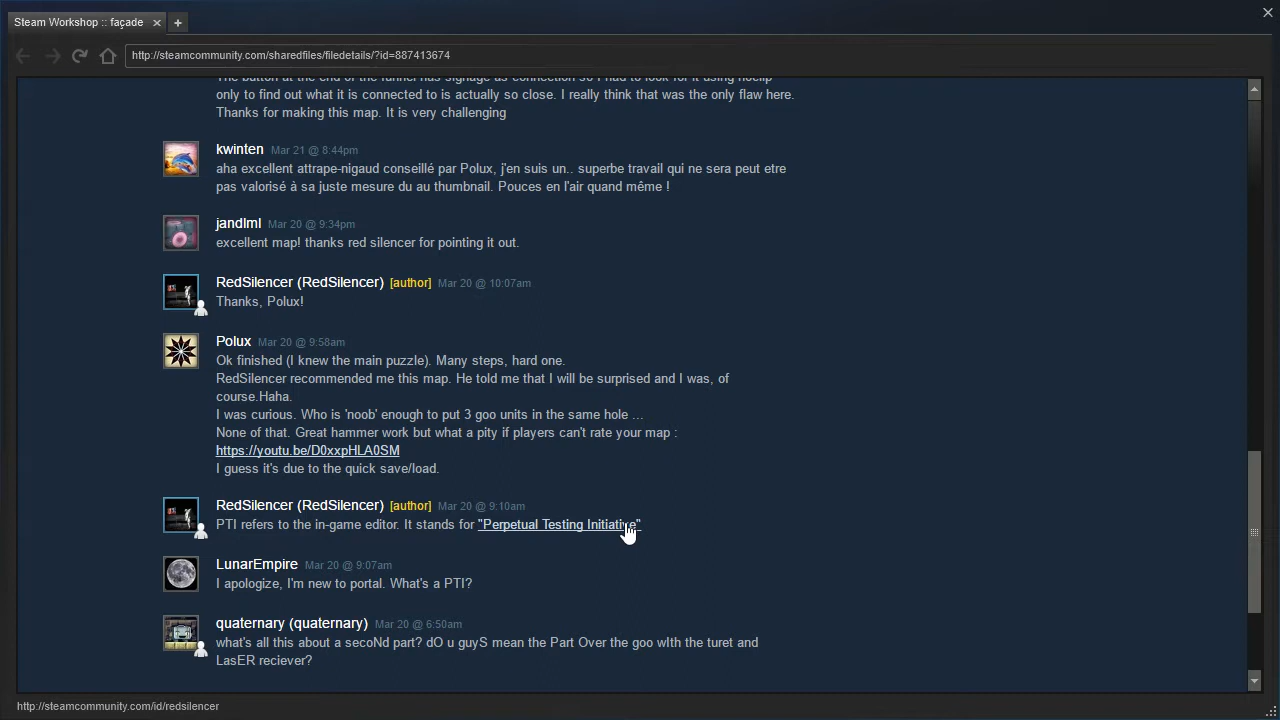 Steam Workshop :: façade
http://steamcommunity.com/sharedfiles/filedetails/?id=887413674
The button at the end of the funnel has signage as connection so I had to look for it using noclip
only to find out what it is connected to is actually so close. I really think that was the only flaw here.
Thanks for making this map. It is very challenging
kwinten Mar 21 @ 8:44pm
aha excellent attrape-nigaud conseillé par Polux, j'en suis un.. superbe travail qui ne sera peut etre
pas valorisé à sa juste mesure du au thumbnail. Pouces en l'air quand même !
jandlml Mar 20 @ 9:34pm
excellent map! thanks red silencer for pointing it out.
RedSilencer (RedSilencer) [author] Mar 20 @ 10:07am
Thanks, Polux!
Polux Mar 20 @ 9:58am
Ok finished (I knew the main puzzle). Many steps, hard one.
RedSilencer recommended me this map. He told me that I will be surprised and I was, of
course.Haha.
I was curious. Who is 'noob' enough to put 3 goo units in the same hole ...
None of that. Great hammer work but what a pity if players can't rate your map :
https://youtu.be/D0xxpHLA0SM
I guess it's due to the quick save/load.
RedSilencer (RedSilencer) [author] Mar 20 @ 9:10am
PTI refers to the in-game editor. It stands for "Perpetual Testing Initiative"
LunarEmpire Mar 20 @ 9:07am
I apologize, I'm new to portal. What's a PTI?
quaternary (quaternary) Mar 20 @ 6:50am
what's all this about a secoNd part? dO u guyS mean the Part Over the goo wIth the turet and
LasER reciever?
http://steamcommunity.com/id/redsilencer